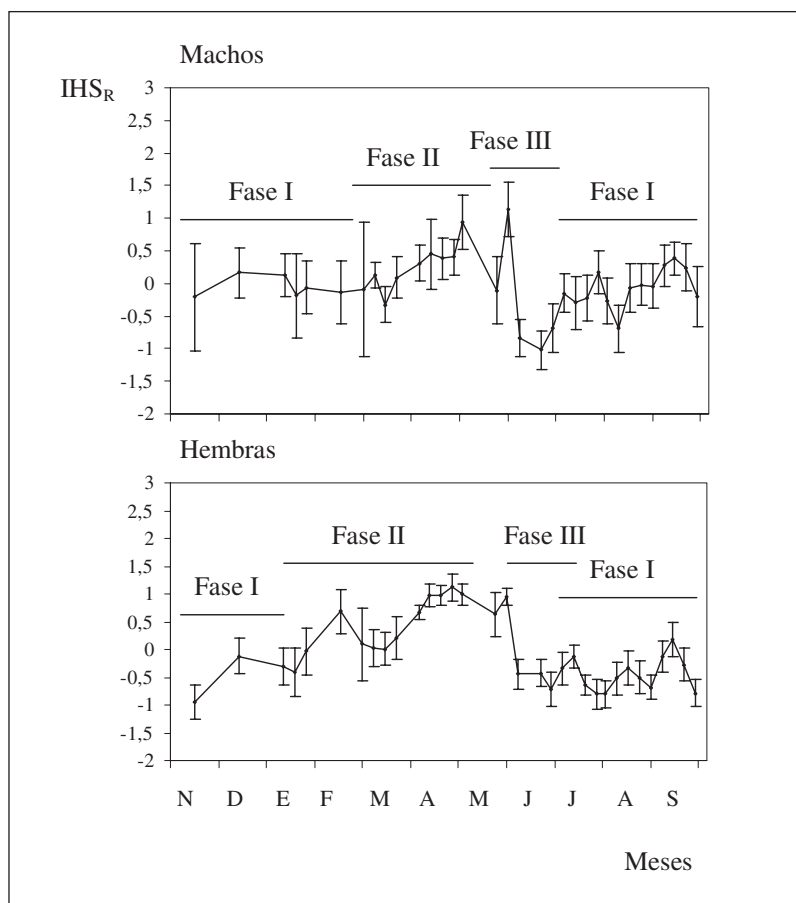 Machos
IHSR
3
2,5
2
1,5
1
0,5
0
-0,5
-1
-1,5
-2
Fase I
Fase II
Fase III
Fase I
Hembras
3
2,5
2
1,5
1
0,5
0
-0,5
-1
-1,5
-2
Fase I
Fase II
Fase III
Fase I
N D E F M A M J J A S
Meses